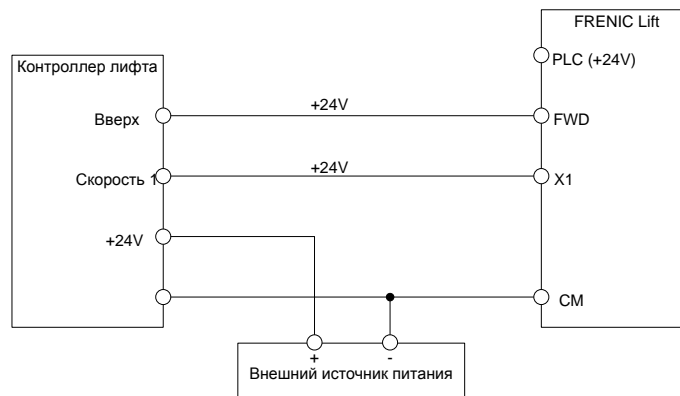 FRENIC Lift
Контроллер лифта
PLC (+24V)
+24V
Вверх
FWD
+24V
Скорость 1
X1
+24V
CM
+ -
Внешний источник питания